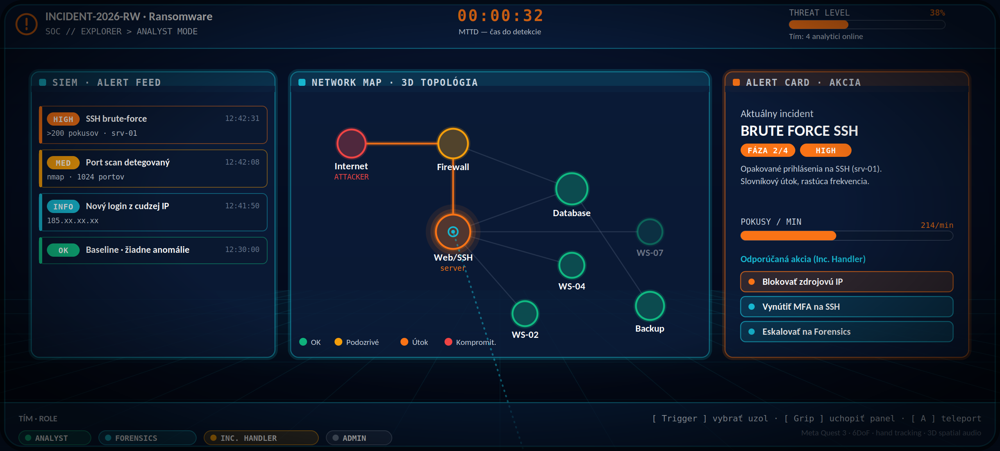 INCIDENT-2026-RW · Ransomware
SOC // EXPLORER > ANALYST MODE
00:00:32
MTTD — čas do detekcie
THREAT LEVEL 38%
Tím: 4 analytici online
SIEM · ALERT FEED
HIGH SSH brute-force 12:42:31
>200 pokusov · srv-01
MED Port scan detegovaný 12:42:08
nmap · 1024 portov
INFO Nový login z cudzej IP 12:41:50
185.xx.xx.xx
OK Baseline · žiadne anomálie 12:30:00
NETWORK MAP · 3D TOPOLÓGIA
Internet
ATTACKER
Firewall
Database
Web/SSH
server
WS-07
WS-04
WS-02
Backup
OK Podozrivé Útok Kompromit.
ALERT CARD · AKCIA
Aktuálny incident
BRUTE FORCE SSH
FÁZA 2/4 HIGH
Opakované prihlásenia na SSH (srv-01).
Slovníkový útok, rastúca frekvencia.
POKUSY / MIN 214/min
Odporúčaná akcia (Inc. Handler)
Blokovať zdrojovú IP
Vynútiť MFA na SSH
Eskalovať na Forensics
TÍM · ROLE
ANALYST FORENSICS INC. HANDLER ADMIN
[ Trigger ] vybrať uzol · [ Grip ] uchopiť panel · [ A ] teleport
Meta Quest 3 · 6DoF · hand tracking · 3D spatial audio